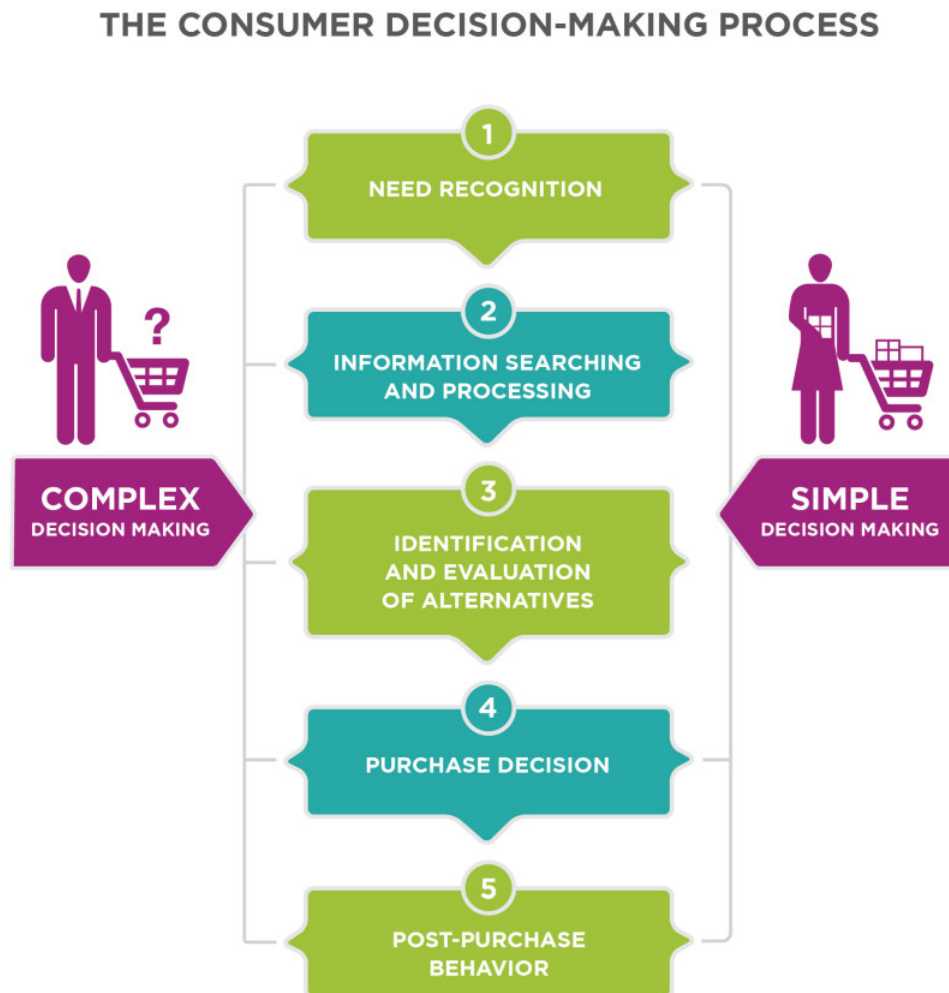 THE CONSUMER DECISION-MAKING PROCESS
1
NEED RECOGNITION
2
INFORMATION SEARCHING
AND PROCESSING
?
COMPLEX
DECISION MAKING
SIMPLE
DECISION MAKING
3
IDENTIFICATION
AND EVALUATION
OF ALTERNATIVES
4
PURCHASE DECISION
5
POST-PURCHASE
BEHAVIOR